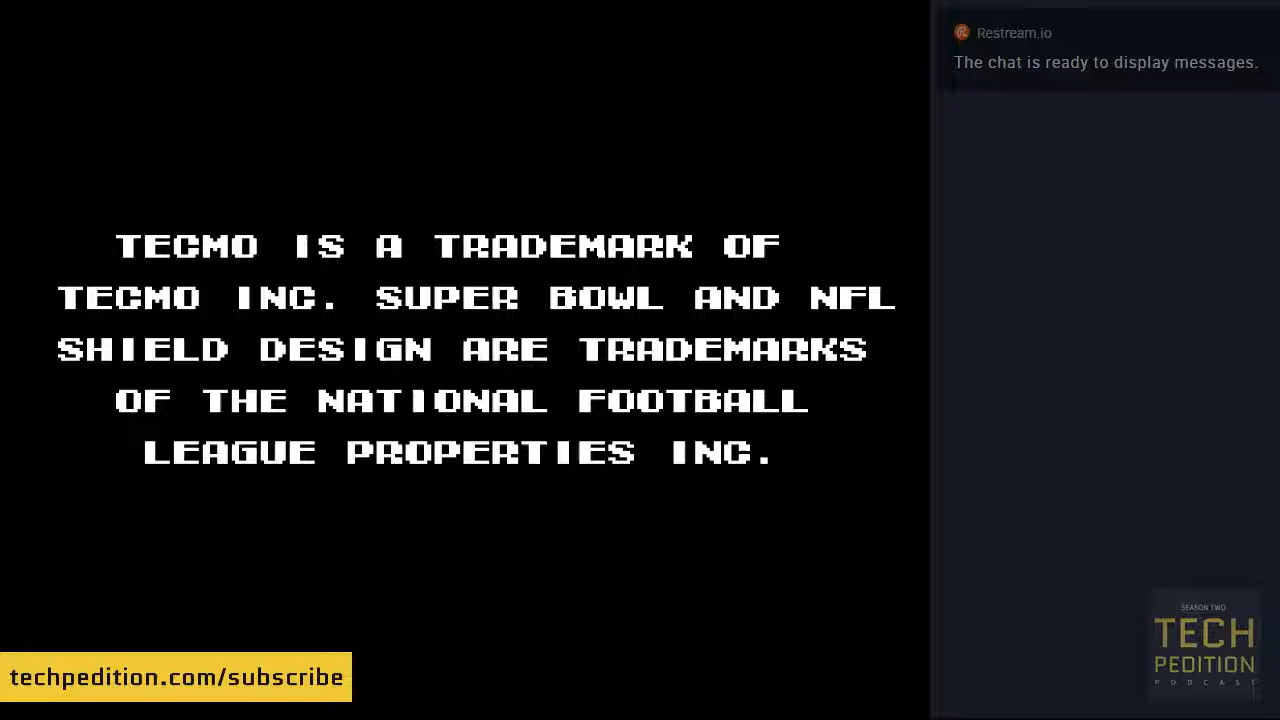 TECMO IS A TRADEMARK OF
TECMO INC. SUPER BOWL AND NFL
SHIELD DESIGN ARE TRADEMARKS
OF THE NATIONAL FOOTBALL
LEAGUE PROPERTIES INC.
Restream.io
The chat is ready to display messages.
techpedition.com/subscribe
SEASON TWO
TECH
PEDITION
PODCAST